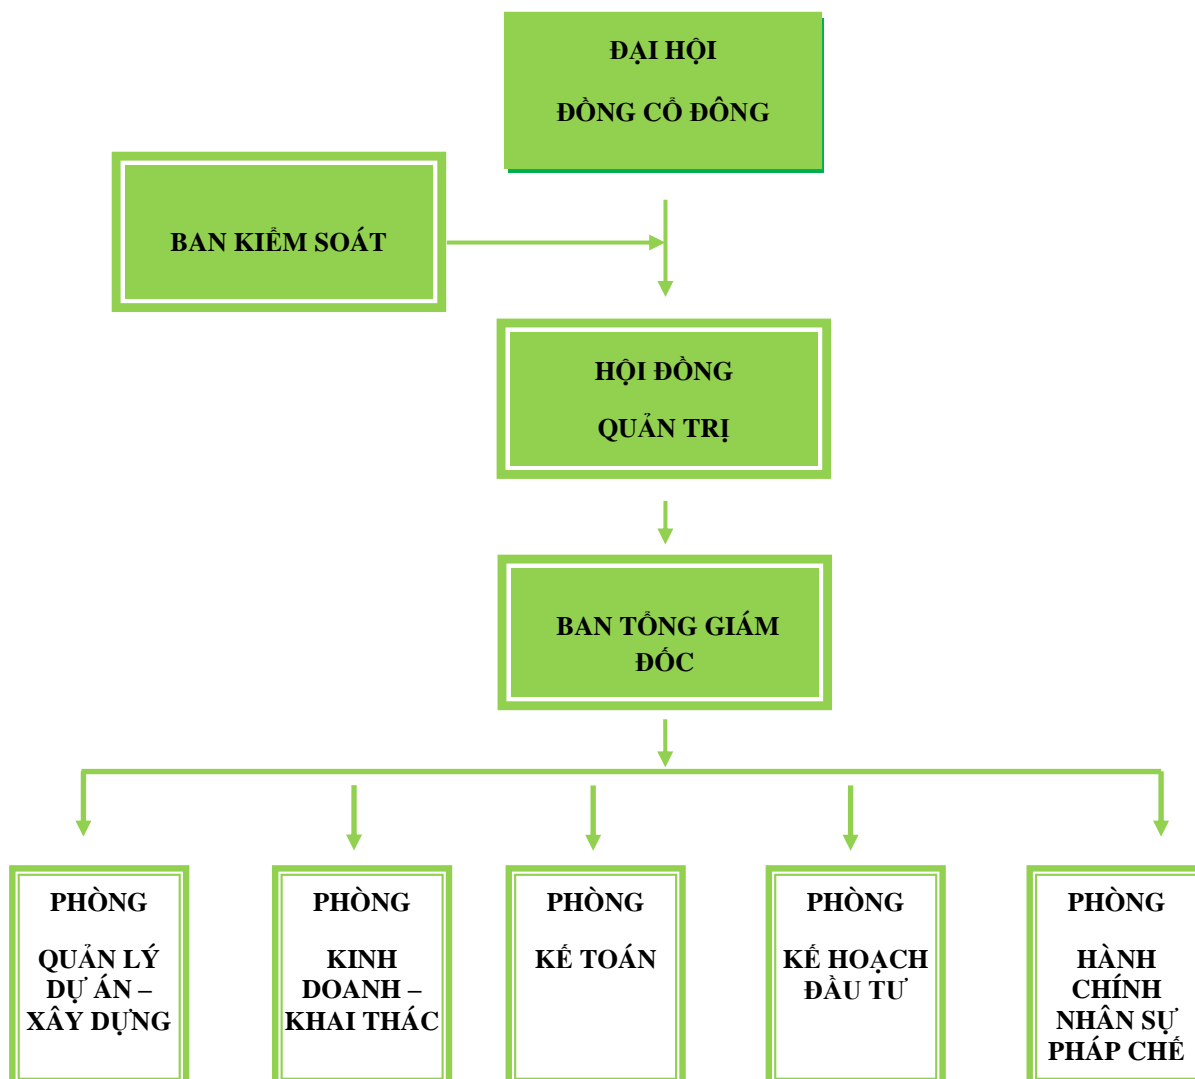 ĐẠI HỘI
ĐỒNG CỔ ĐÔNG
BAN KIỂM SOÁT
HỘI ĐỒNG
QUẢN TRỊ
BAN TỔNG GIÁM
ĐỐC
PHÒNG
QUẢN LÝ
DỰ ÁN –
XÂY DỰNG
PHÒNG
KINH
DOANH –
KHAI THÁC
PHÒNG
KẾ TOÁN
PHÒNG
KẾ HOẠCH
ĐẦU TƯ
PHÒNG
HÀNH
CHÍNH
NHÂN SỰ
PHÁP CHẾ